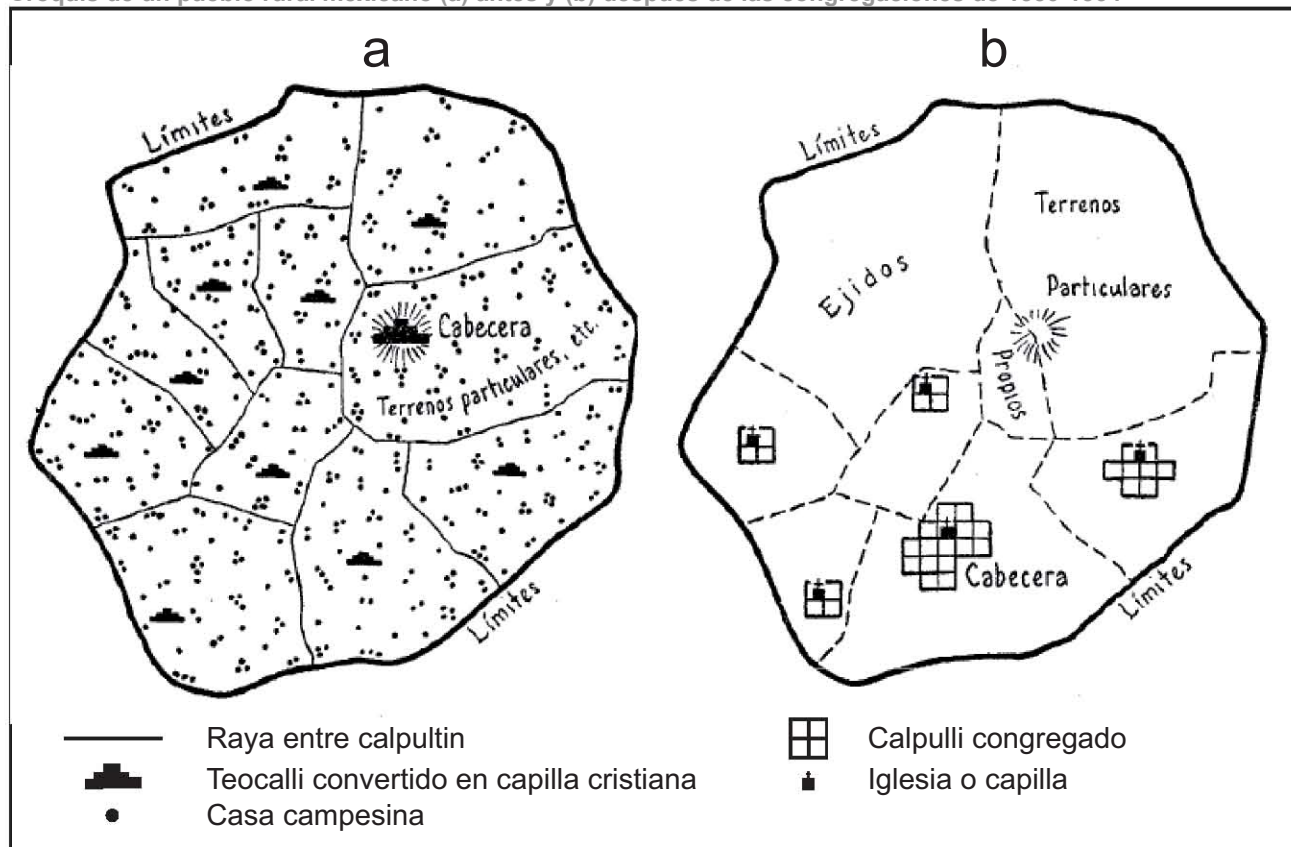 a
b
Límites
Cabecera
Terrenos particulares, etc.
Límites
Límites
Terrenos
Particulares
Ejidos
Propios
Cabecera
Límites
Raya entre calpultin
Teocalli convertido en capilla cristiana
Casa campesina
Calpulli congregado
Iglesia o capilla